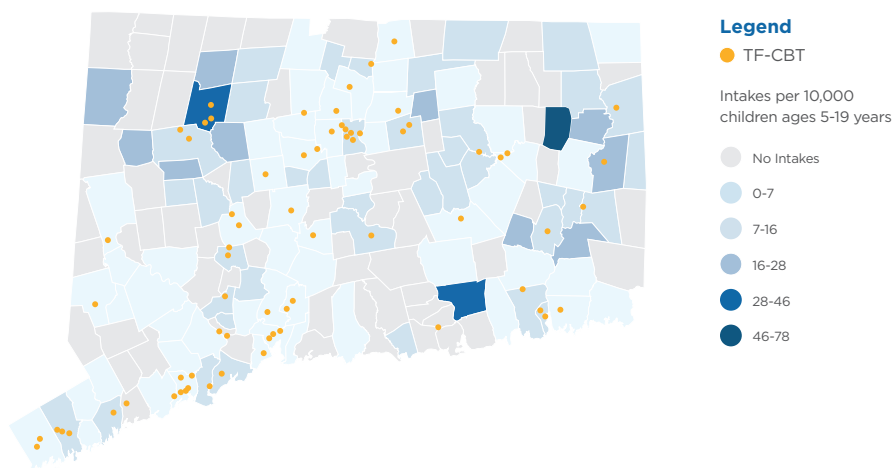 Legend
TF-CBT
Intakes per 10,000
children ages 5-19 years
No Intakes
0-7
7-16
16-28
28-46
46-78